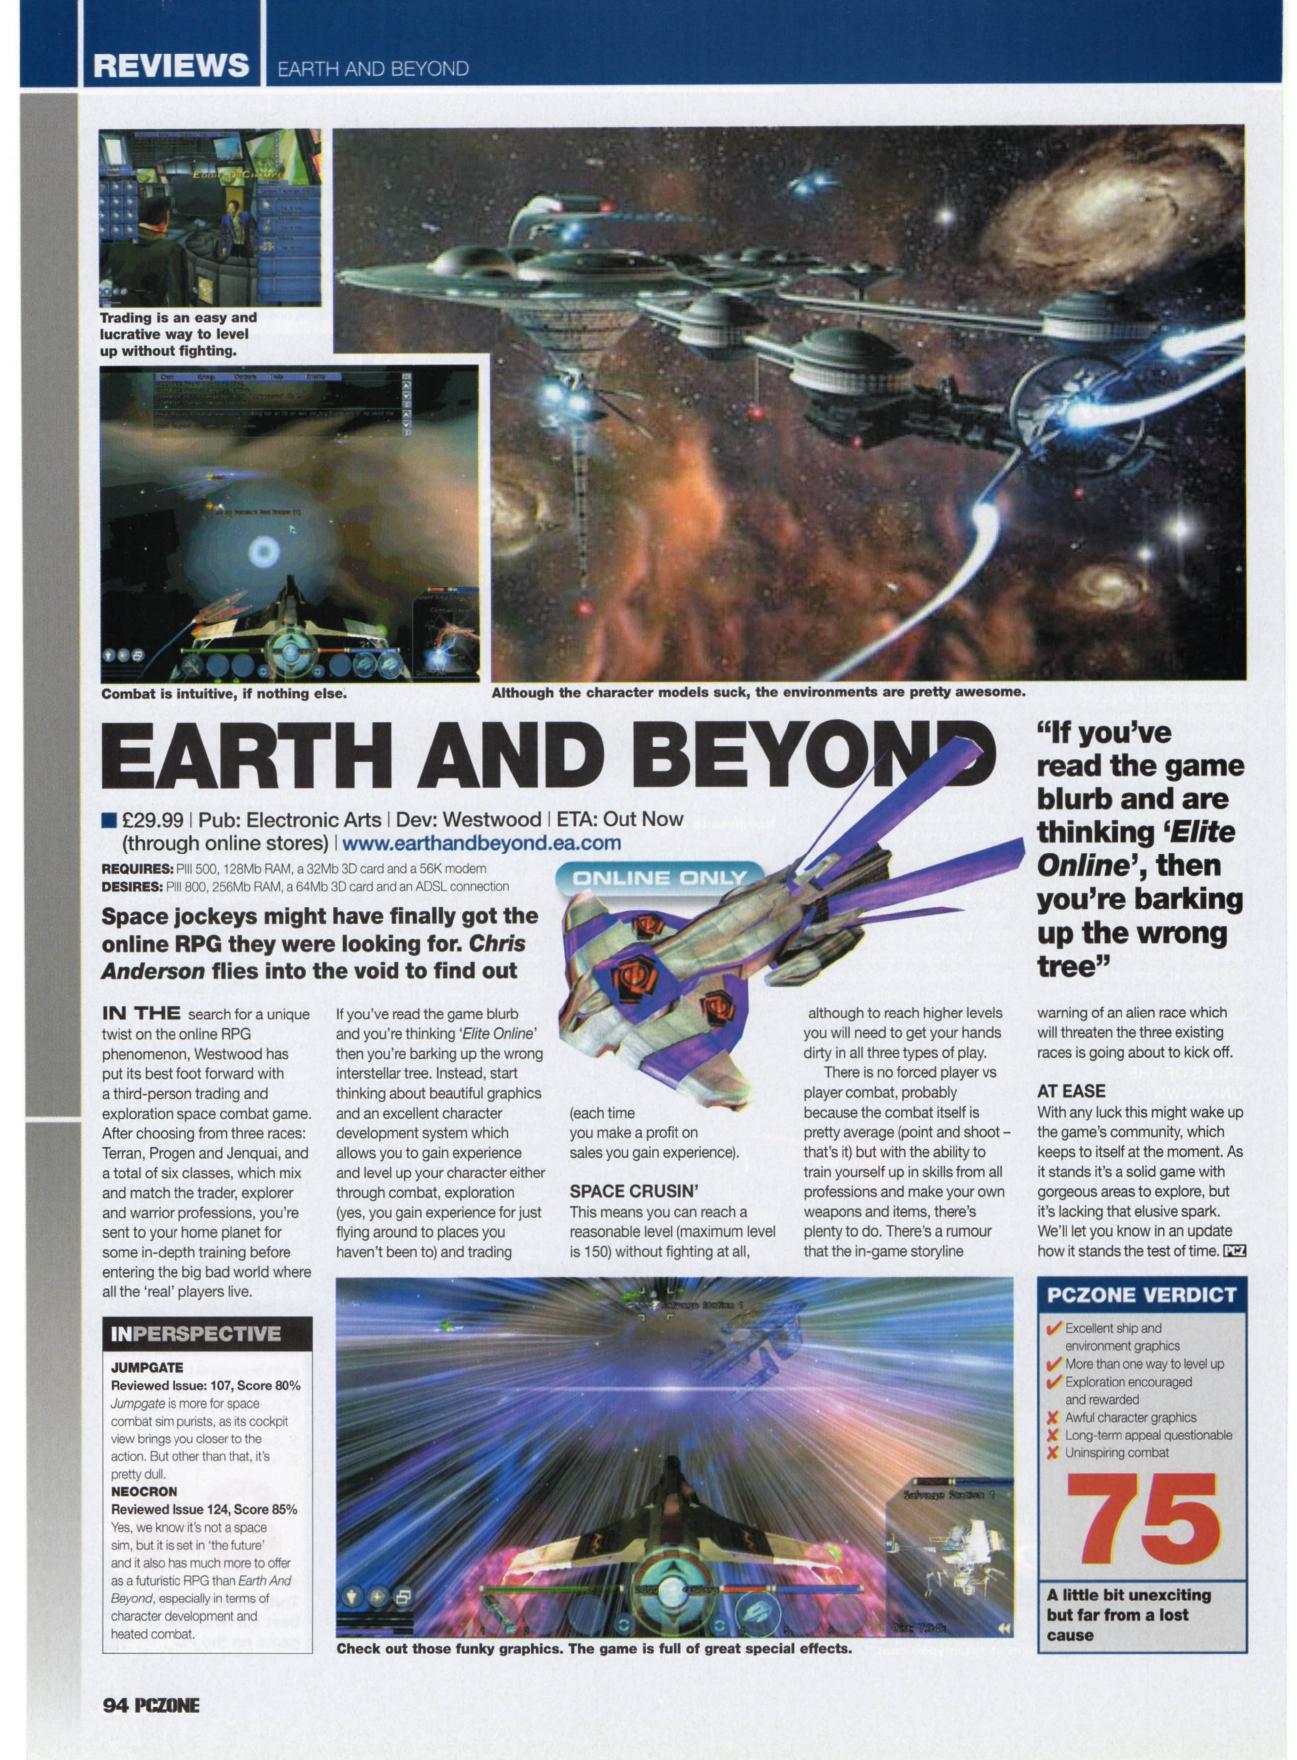 REVIEWS
EARTH AND BEYOND
Trading is an easy and
lucrative way to level
up without fighting.
Combat is intuitive, if nothing else.
Although the character models suck, the environments are pretty awesome.
EARTH AND BEYOND
£29.99 | Pub: Electronic Arts | Dev: Westwood | ETA: Out Now
(through online stores) | www.earthandbeyond.ea.com
REQUIRES: PIII 500, 128Mb RAM, a 32Mb 3D card and a 56K modem
DESIRES: PIII 800, 256Mb RAM, a 64Mb 3D card and an ADSL connection
ONLINE ONLY
Space jockeys might have finally got the
online RPG they were looking for. Chris
Anderson flies into the void to find out
"If you've
read the game
blurb and are
thinking 'Elite
Online', then
you're barking
up the wrong
tree"
IN THE search for a unique
twist on the online RPG
phenomenon, Westwood has
put its best foot forward with
a third-person trading and
exploration space combat game.
After choosing from three races:
Terran, Progen and Jenquai, and
a total of six classes, which mix
and match the trader, explorer
and warrior professions, you're
sent to your home planet for
some in-depth training before
entering the big bad world where
all the 'real' players live.
If you've read the game blurb
and you're thinking 'Elite Online'
then you're barking up the wrong
interstellar tree. Instead, start
thinking about beautiful graphics
and an excellent character
development system which
allows you to gain experience
and level up your character either
through combat, exploration
(yes, you gain experience for just
flying around to places you
haven't been to) and trading
(each time
you make a profit on
sales you gain experience).
SPACE CRUSIN'
This means you can reach a
reasonable level (maximum level
is 150) without fighting at all,
although to reach higher levels
you will need to get your hands
dirty in all three types of play.
There is no forced player vs
player combat, probably
because the combat itself is
pretty average (point and shoot –
that's it) but with the ability to
train yourself up in skills from all
professions and make your own
weapons and items, there's
plenty to do. There's a rumour
that the in-game storyline
warning of an alien race which
will threaten the three existing
races is going about to kick off.
AT EASE
With any luck this might wake up
the game's community, which
keeps to itself at the moment. As
it stands it's a solid game with
gorgeous areas to explore, but
it's lacking that elusive spark.
We'll let you know in an update
how it stands the test of time. PCZ
INPERSPECTIVE
JUMPGATE
Reviewed Issue: 107, Score 80%
Jumpgate is more for space
combat sim purists, as its cockpit
view brings you closer to the
action. But other than that, it's
pretty dull.
NEOCRON
Reviewed Issue 124, Score 85%
Yes, we know it's not a space
sim, but it is set in 'the future'
and it also has much more to offer
as a futuristic RPG than Earth And
Beyond, especially in terms of
character development and
heated combat.
Salvage Station 1
Salvage Station 1
Check out those funky graphics. The game is full of great special effects.
PCZONE VERDICT
Excellent ship and
environment graphics
More than one way to level up
Exploration encouraged
and rewarded
Awful character graphics
Long-term appeal questionable
Uninspiring combat
75
A little bit unexciting
but far from a lost
cause
94 PCZONE